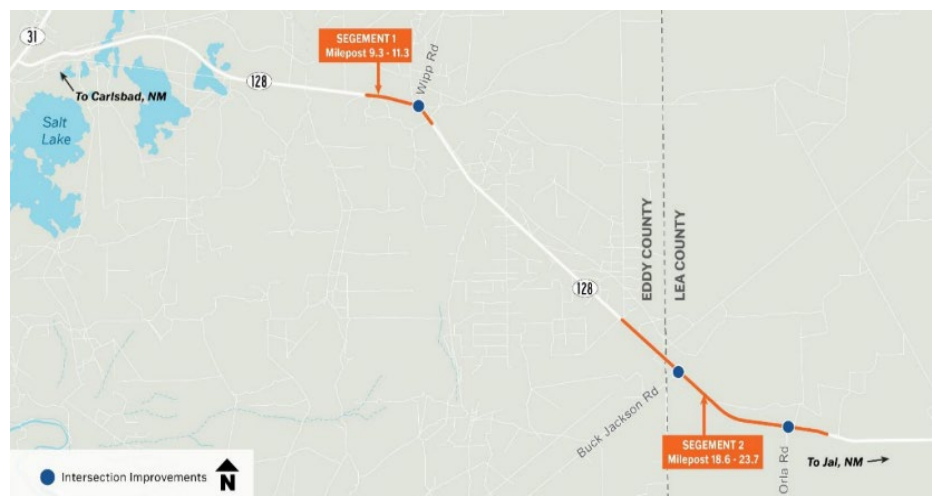 31
SEGEMENT 1
Milepost 9.3 - 11.3
Wipp Rd
128
To Carlsbad, NM
Salt
Lake
EDDY COUNTY
LEA COUNTY
128
Buck Jackson Rd
SEGEMENT 2
Milepost 18.6 - 23.7
Orla Rd
To Jal, NM
Intersection Improvements
N